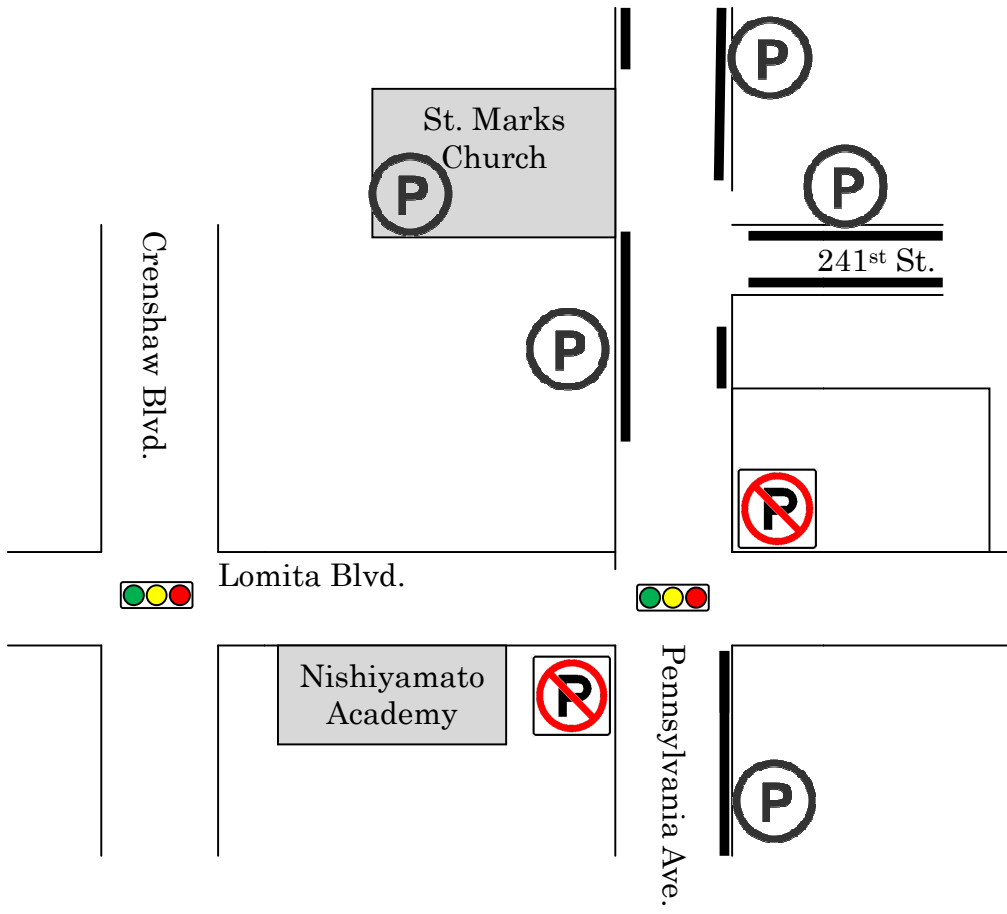 P
St. Marks
Church
P
P
241st St.
Crenshaw Blvd.
P
P
Lomita Blvd.
Nishiyamato
Academy
P
Pennsylvania Ave.
P